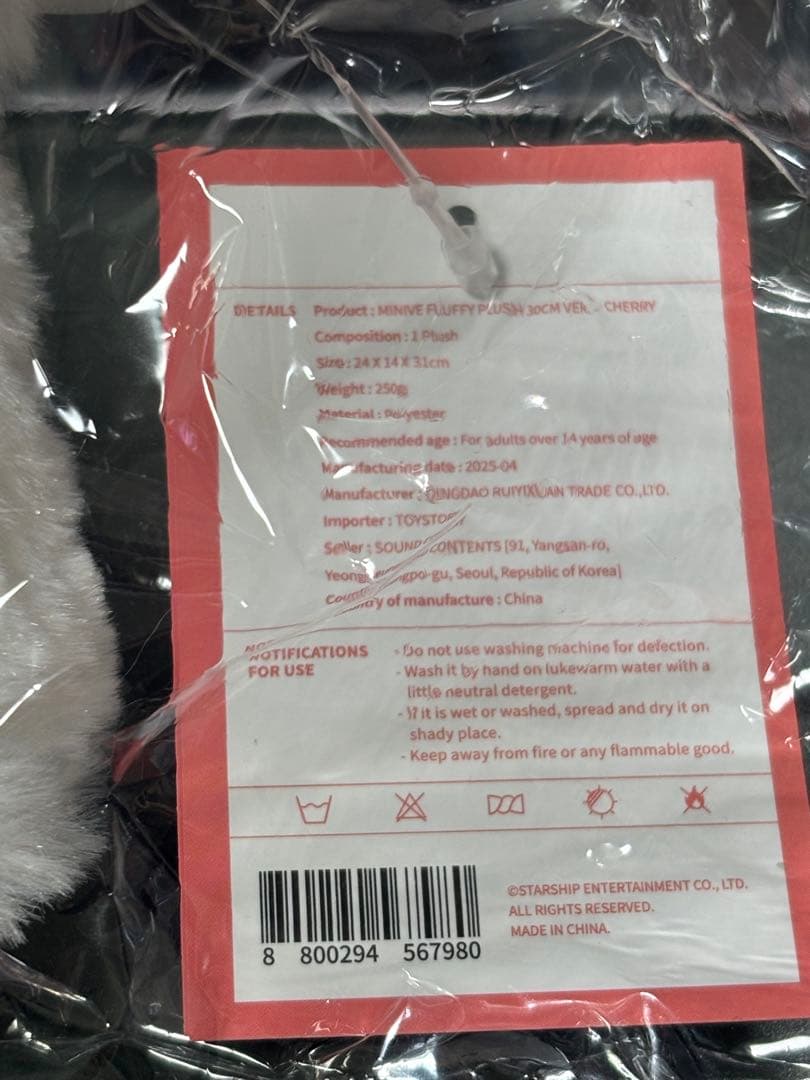 DETAILS Product : MINIVE FLUFFY PLUSH 30CM VER. - CHERRY
Composition : 1 Plush
Size : 24 X 14 X 31cm
Weight : 250g
Material : Polyester
Recommended age : For adults over 14 years of age
Manufacturing date : 2025-04
Manufacturer : QINGDAO RUIYIXUAN TRADE CO.,LTD.
Importer : TOYSTORY
Seller : SOUND CONTENTS [91, Yangsan-ro,
Yeongdeungpo-gu, Seoul, Republic of Korea]
Country of manufacture : China
NOTIFICATIONS
FOR USE
- Do not use washing machine for defection.
- Wash it by hand on lukewarm water with a
little neutral detergent.
- If it is wet or washed, spread and dry it on
shady place.
- Keep away from fire or any flammable good.
8 800294 567980
©STARSHIP ENTERTAINMENT CO., LTD.
ALL RIGHTS RESERVED.
MADE IN CHINA.